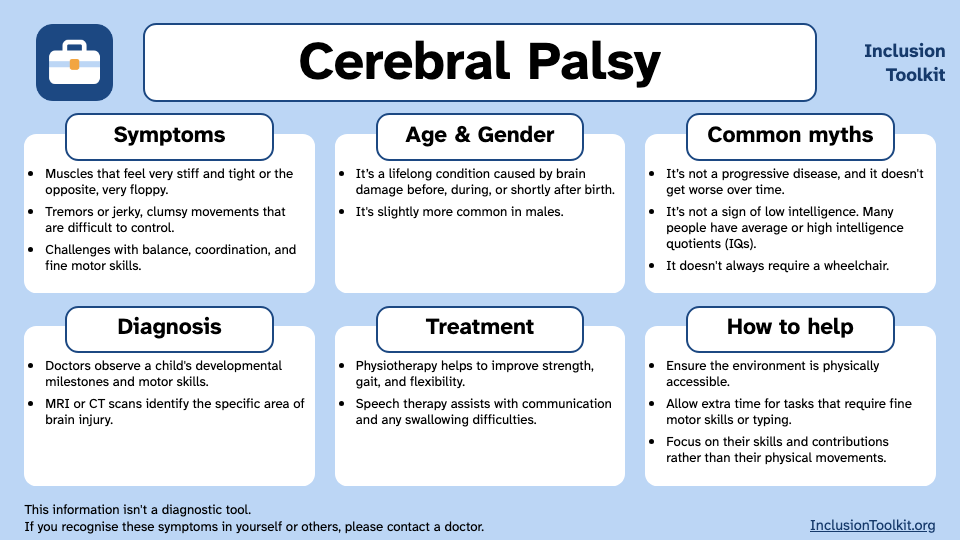 Cerebral Palsy
Inclusion
Toolkit
Symptoms
• Muscles that feel very stiff and tight or the
opposite, very floppy.
• Tremors or jerky, clumsy movements that
are difficult to control.
• Challenges with balance, coordination, and
fine motor skills.
Age & Gender
• It's a lifelong condition caused by brain
damage before, during, or shortly after birth.
• It's slightly more common in males.
Common myths
• It's not a progressive disease, and it doesn't
get worse over time.
• It's not a sign of low intelligence. Many
people have average or high intelligence
quotients (IQs).
• It doesn't always require a wheelchair.
Diagnosis
• Doctors observe a child's developmental
milestones and motor skills.
• MRI or CT scans identify the specific area of
brain injury.
Treatment
• Physiotherapy helps to improve strength,
gait, and flexibility.
• Speech therapy assists with communication
and any swallowing difficulties.
How to help
• Ensure the environment is physically
accessible.
• Allow extra time for tasks that require fine
motor skills or typing.
• Focus on their skills and contributions
rather than their physical movements.
This information isn't a diagnostic tool.
If you recognise these symptoms in yourself or others, please contact a doctor.
InclusionToolkit.org